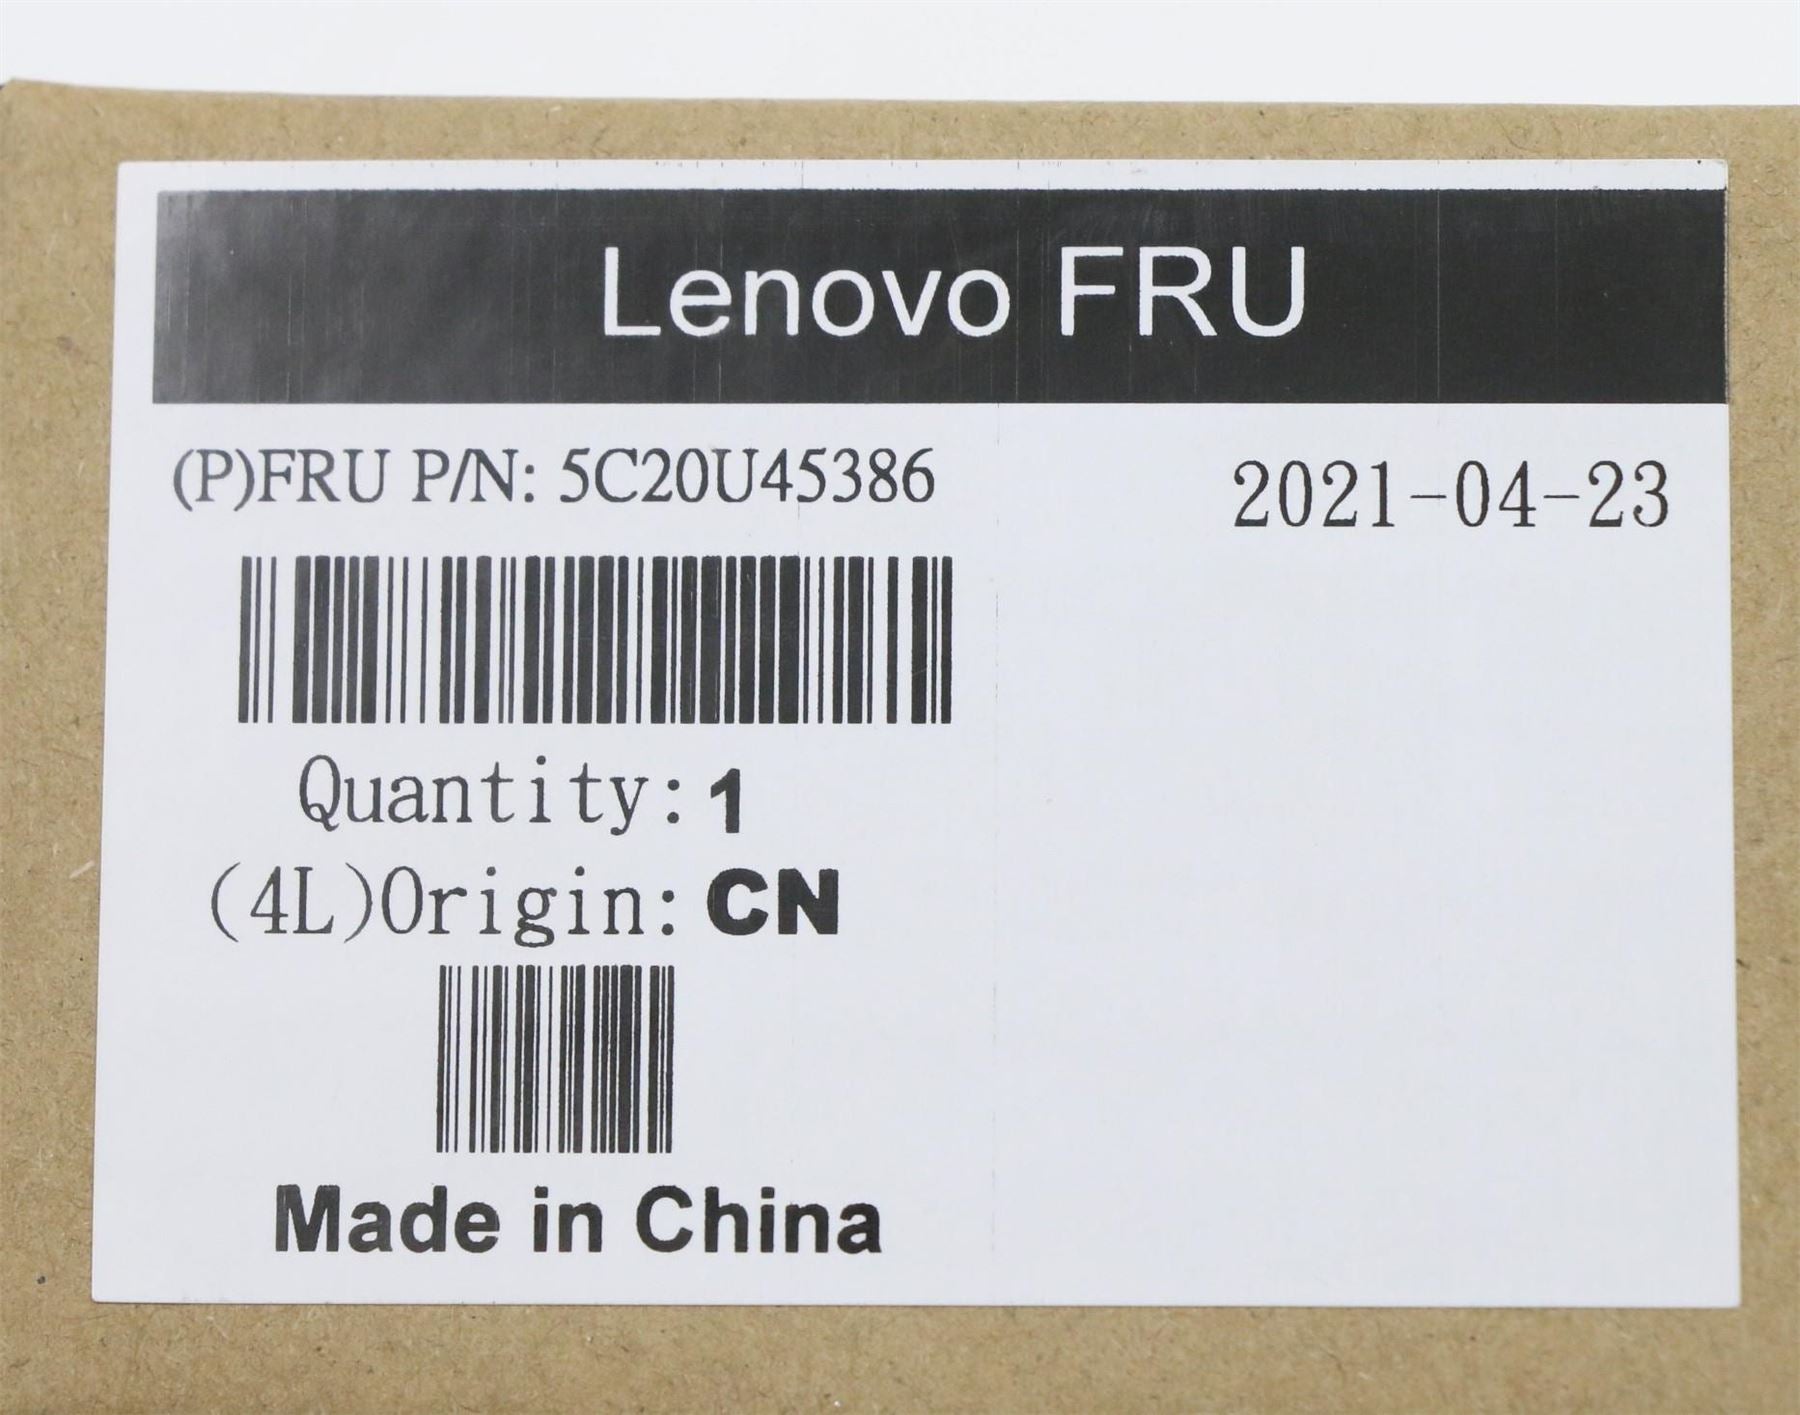 Lenovo FRU
(P)FRU P/N: 5C20U45386
2021-04-23
Quantity: 1
(4L)Origin: CN
Made in China